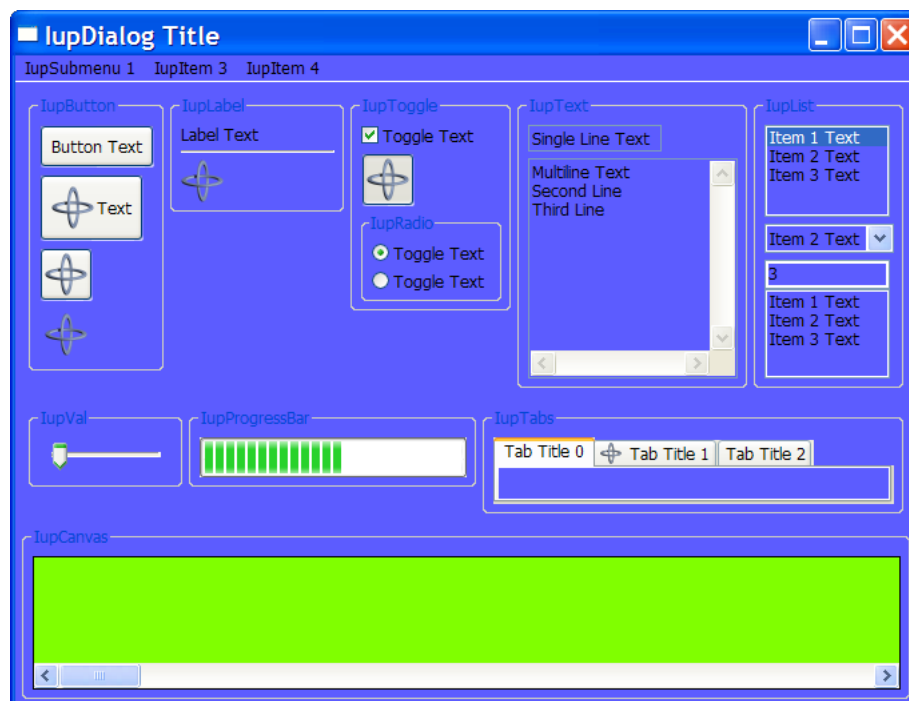 IupDialog Title
IupSubmenu 1 IupItem 3 IupItem 4
IupButton
Button Text
Text
IupLabel
Label Text
IupToggle
Toggle Text
IupRadio
Toggle Text
Toggle Text
IupText
Single Line Text
Multiline Text
Second Line
Third Line
IupList
Item 1 Text
Item 2 Text
Item 3 Text
Item 2 Text
3
Item 1 Text
Item 2 Text
Item 3 Text
IupVal
IupProgressBar
IupTabs
Tab Title 0 Tab Title 1 Tab Title 2
IupCanvas